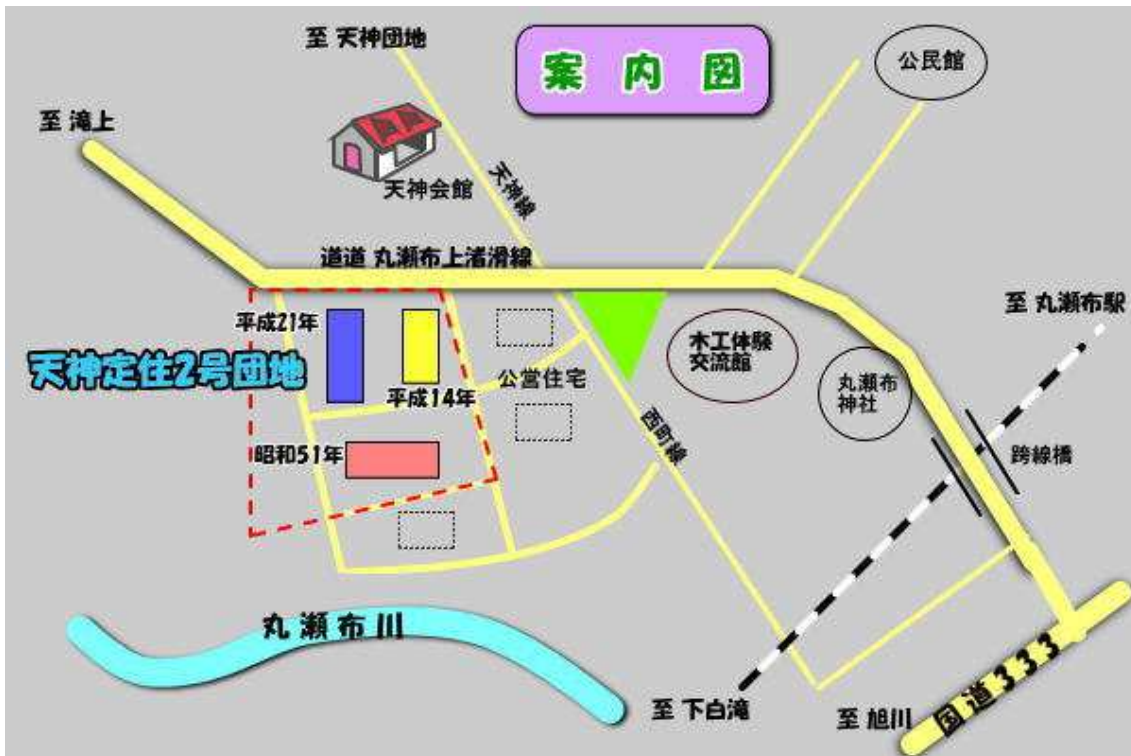 至 天神団地
案内図
公民館
至 滝上
天神会館
天神線
道道 丸瀬布上渚滑線
至 丸瀬布駅
平成21年
天神定住2号団地
平成14年
公営住宅
木工体験
交流館
丸瀬布
神社
昭和51年
西町線
跨線橋
丸瀬布川
至 下白滝
至 旭川
国道333